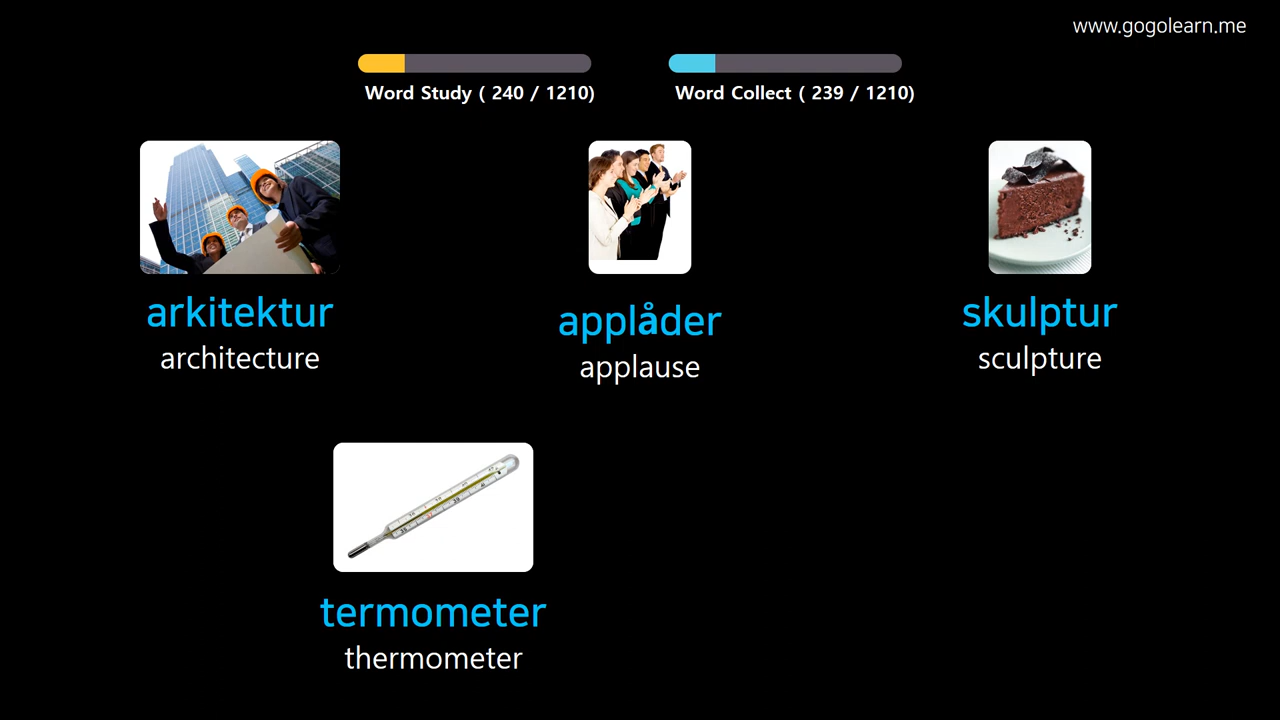 www.gogolearn.me
Word Study ( 240 / 1210)
Word Collect ( 239 / 1210)
arkitektur
architecture
applåder
applause
skulptur
sculpture
termometer
thermometer